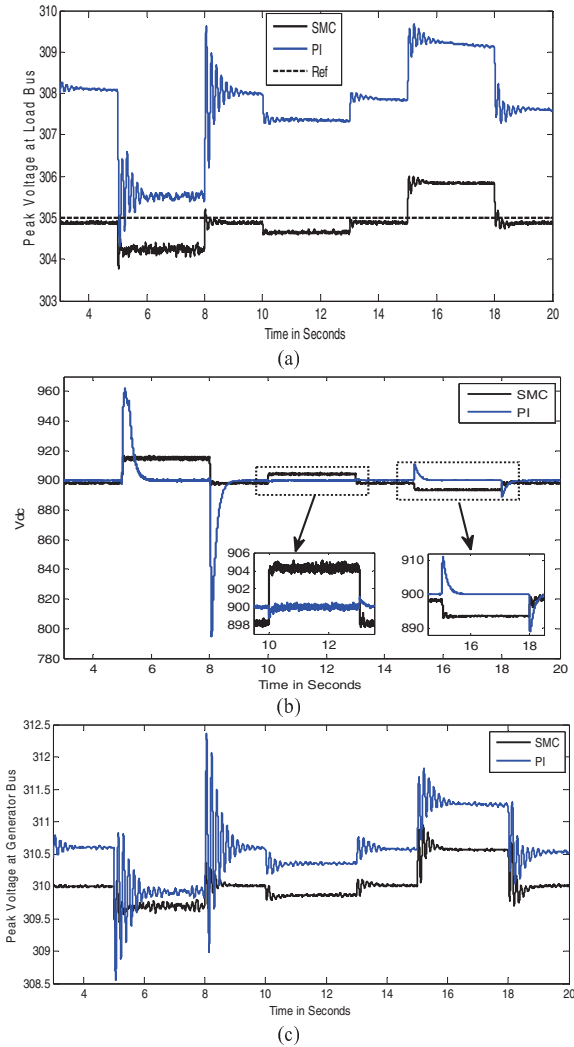 310
309
308
307
306
305
304
303
Peak Voltage at Load Bus
SMC
PI
Ref
4 6 8 10 12 14 16 18 20
Time in Seconds
(a)
960
940
920
900
880
860
840
820
800
780
Vdc
SMC
PI
906
904
902
900
898
10 12
910
900
890
16 18
4 6 8 10 12 14 16 18 20
Time in Seconds
(b)
312.5
312
311.5
311
310.5
310
309.5
309
308.5
Peak Voltage at Generator Bus
SMC
PI
4 6 8 10 12 14 16 18 20
Time in Seconds
(c)